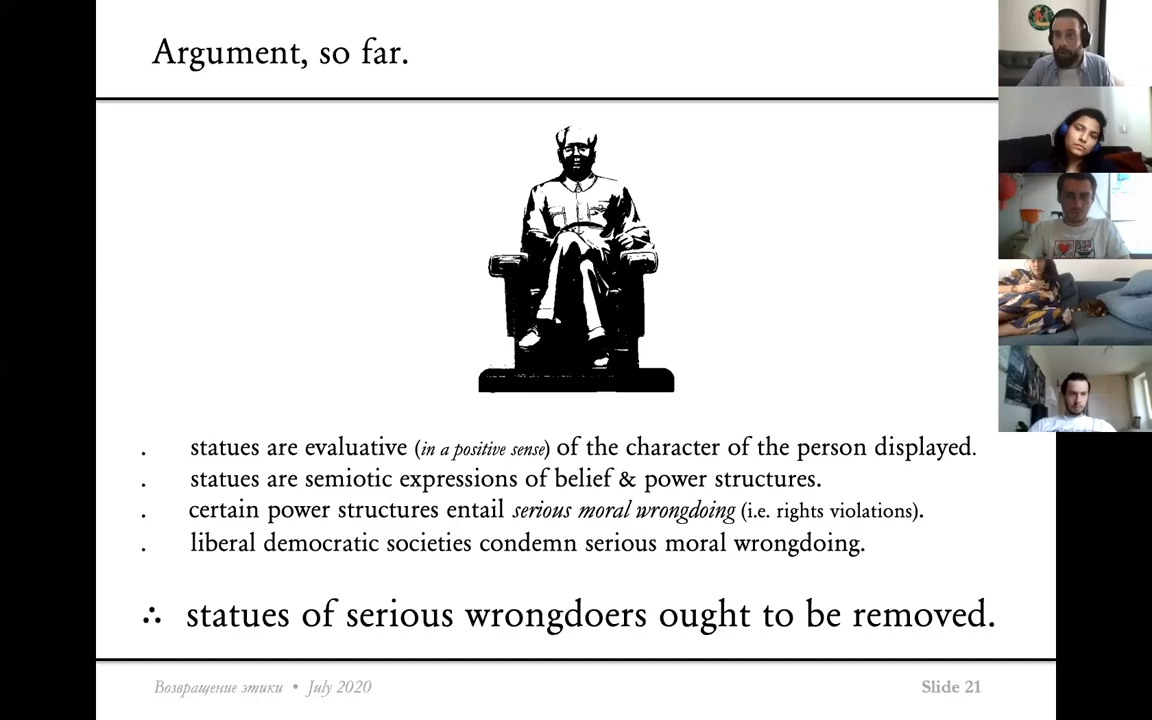 Argument, so far.
. statues are evaluative (in a positive sense) of the character of the person displayed.
. statues are semiotic expressions of belief & power structures.
. certain power structures entail serious moral wrongdoing (i.e. rights violations).
. liberal democratic societies condemn serious moral wrongdoing.
∴ statues of serious wrongdoers ought to be removed.
Возвращение этики • July 2020 Slide 21